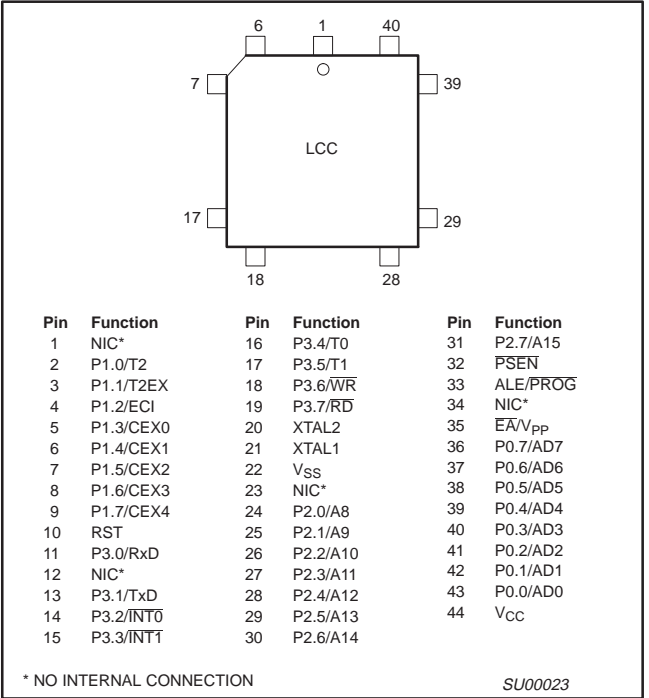 6 1 40
7 39
LCC
17 29
18 28
Pin Function Pin Function Pin Function
1 NIC* 16 P3.4/T0 31 P2.7/A15
2 P1.0/T2 17 P3.5/T1 32 P̅S̅E̅N̅
3 P1.1/T2EX 18 P3.6/W̅R̅ 33 ALE/P̅R̅O̅G̅
4 P1.2/ECI 19 P3.7/R̅D̅ 34 NIC*
5 P1.3/CEX0 20 XTAL2 35 E̅A̅/VPP
6 P1.4/CEX1 21 XTAL1 36 P0.7/AD7
7 P1.5/CEX2 22 VSS 37 P0.6/AD6
8 P1.6/CEX3 23 NIC* 38 P0.5/AD5
9 P1.7/CEX4 24 P2.0/A8 39 P0.4/AD4
10 RST 25 P2.1/A9 40 P0.3/AD3
11 P3.0/RxD 26 P2.2/A10 41 P0.2/AD2
12 NIC* 27 P2.3/A11 42 P0.1/AD1
13 P3.1/TxD 28 P2.4/A12 43 P0.0/AD0
14 P3.2/I̅N̅T̅0̅ 29 P2.5/A13 44 VCC
15 P3.3/I̅N̅T̅1̅ 30 P2.6/A14
* NO INTERNAL CONNECTION SU00023